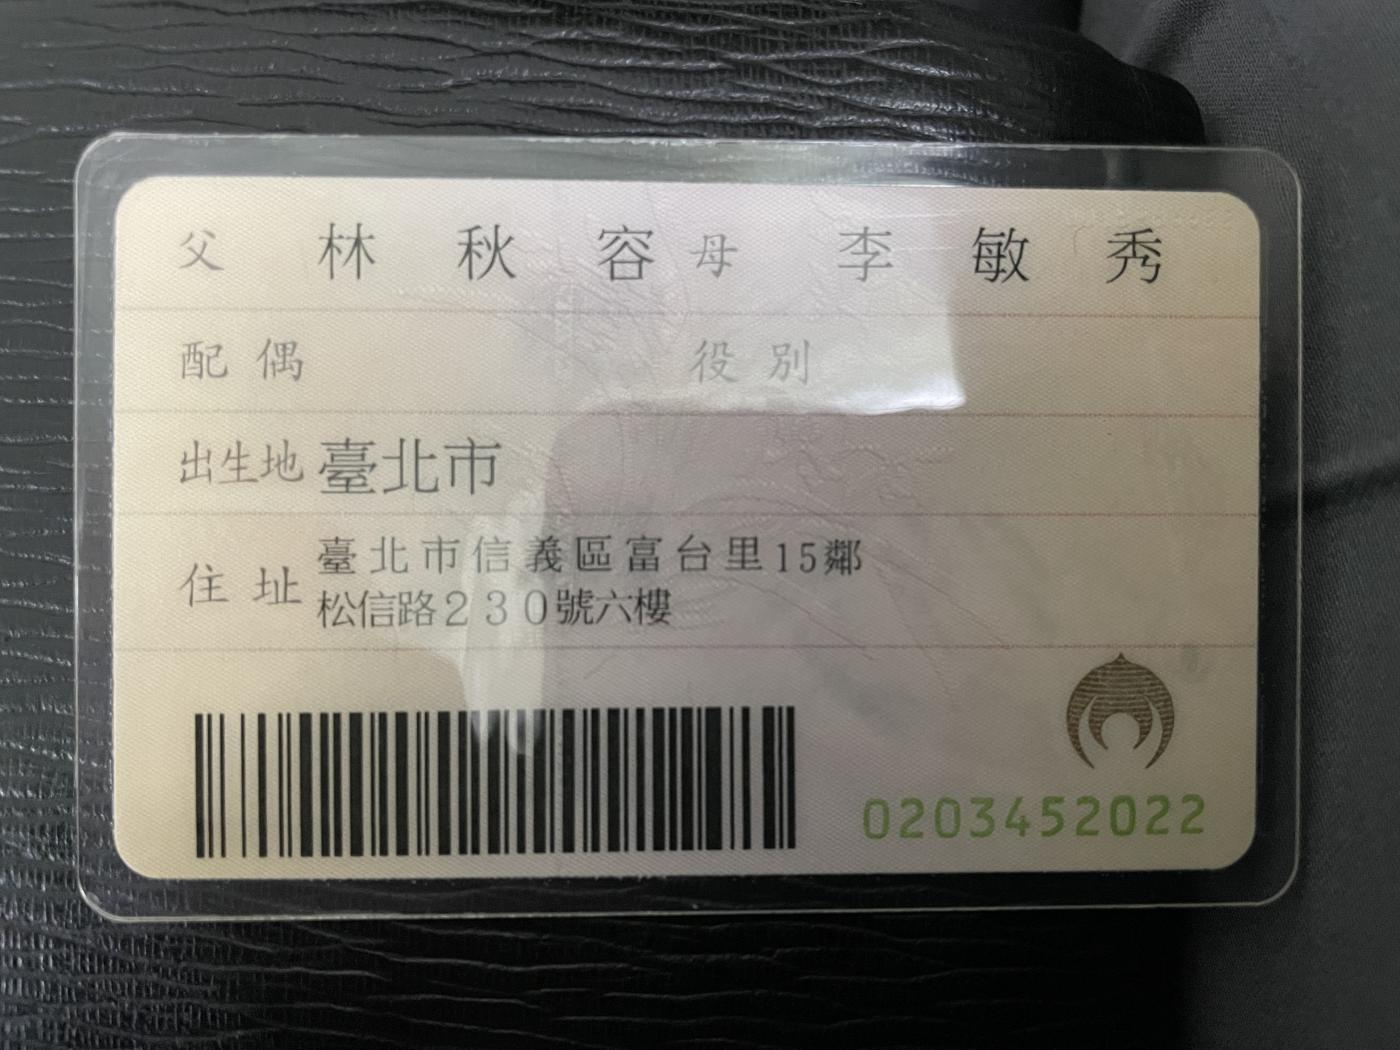 父 林秋容 母 李敏秀
配偶 役別
出生地 臺北市
住址 臺北市信義區富台里15鄰
松信路230號六樓
0203452022